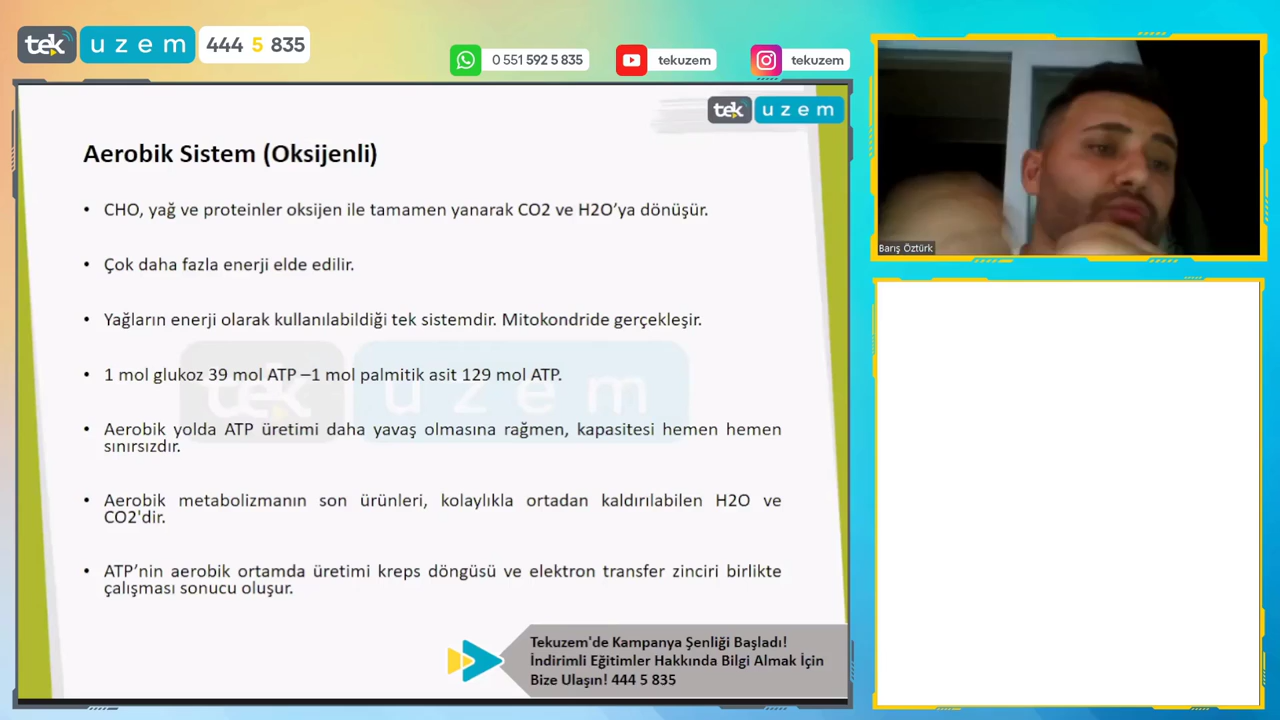 tek uzem 444 5 835
0 551 592 5 835
tekuzem
tekuzem
tek uzem
Aerobik Sistem (Oksijenli)
• CHO, yağ ve proteinler oksijen ile tamamen yanarak CO2 ve H2O’ya dönüşür.
• Çok daha fazla enerji elde edilir.
• Yağların enerji olarak kullanılabildiği tek sistemdir. Mitokondride gerçekleşir.
• 1 mol glukoz 39 mol ATP –1 mol palmitik asit 129 mol ATP.
tek uzem
• Aerobik yolda ATP üretimi daha yavaş olmasına rağmen, kapasitesi hemen hemen
sınırsızdır.
• Aerobik metabolizmanın son ürünleri, kolaylıkla ortadan kaldırılabilen H2O ve
CO2'dir.
• ATP’nin aerobik ortamda üretimi kreps döngüsü ve elektron transfer zinciri birlikte
çalışması sonucu oluşur.
Tekuzem'de Kampanya Şenliği Başladı!
İndirimli Eğitimler Hakkında Bilgi Almak İçin
Bize Ulaşın! 444 5 835
Barış Öztürk